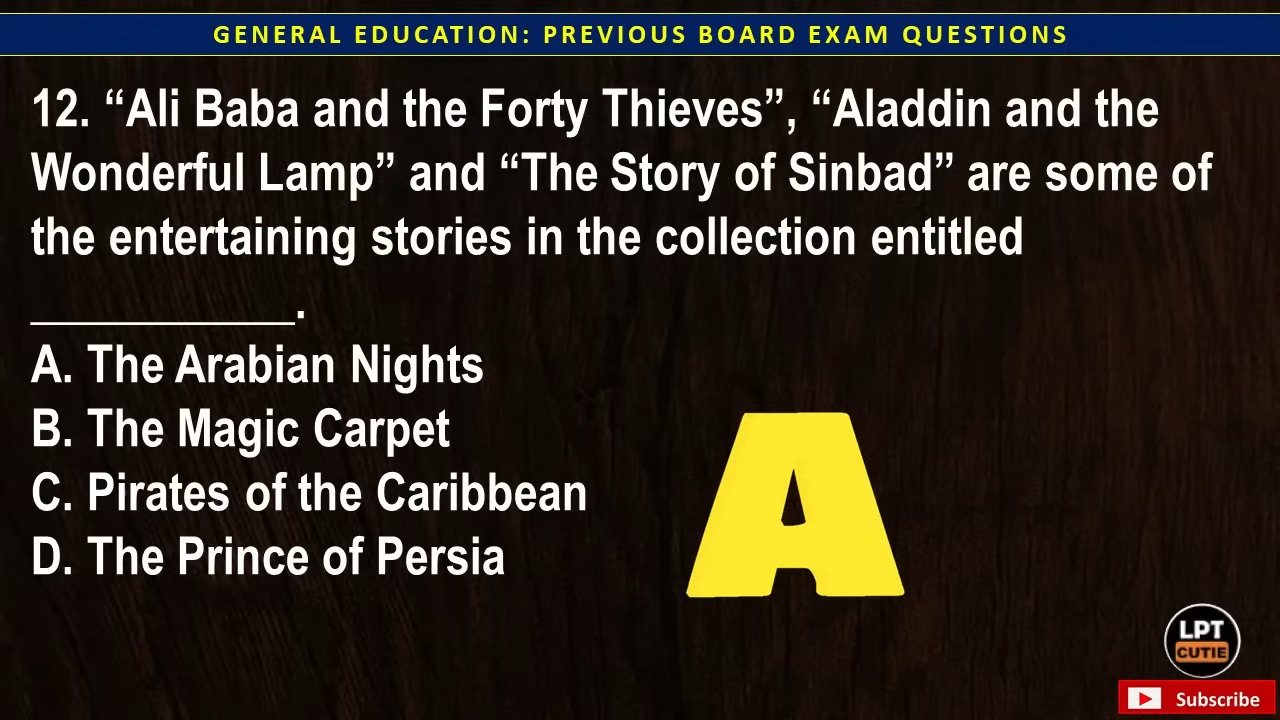 GENERAL EDUCATION: PREVIOUS BOARD EXAM QUESTIONS
12. “Ali Baba and the Forty Thieves”, “Aladdin and the
Wonderful Lamp” and “The Story of Sinbad” are some of
the entertaining stories in the collection entitled
___________.
A. The Arabian Nights
B. The Magic Carpet
C. Pirates of the Caribbean
D. The Prince of Persia
A
LPT
CUTIE
Subscribe